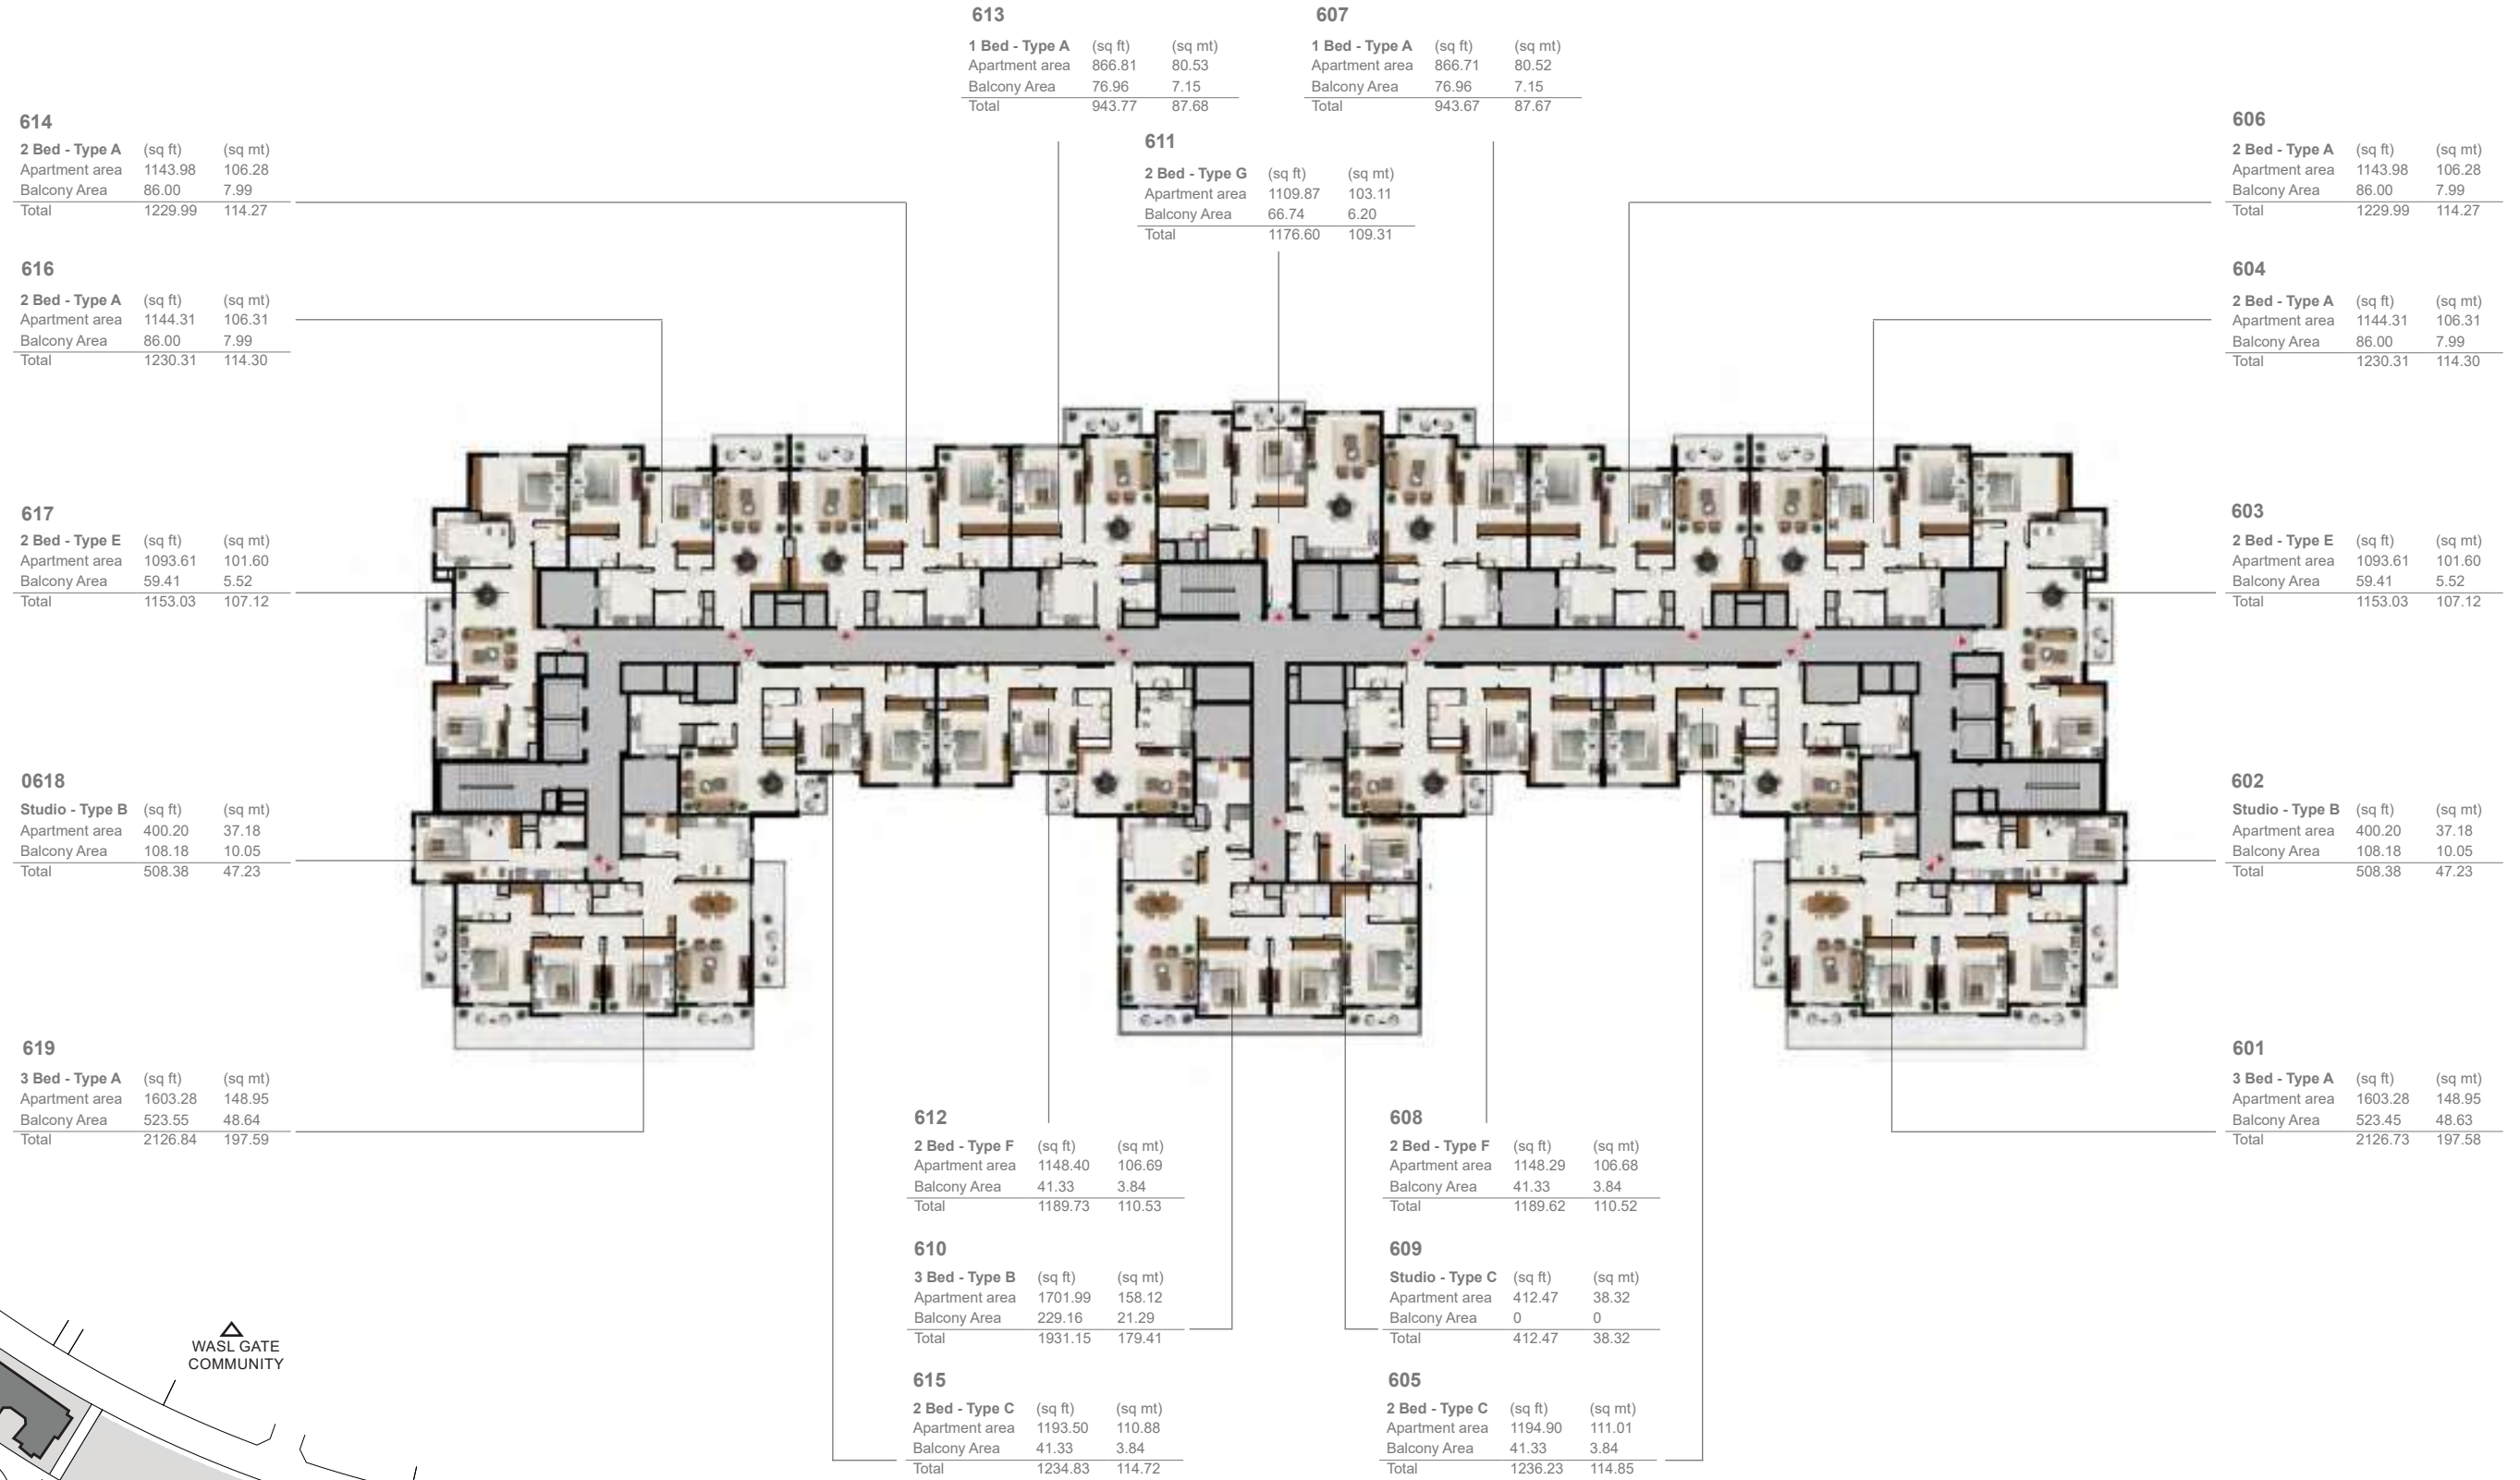 613
1 Bed - Type A (sq ft) (sq mt)
Apartment area 866.81 80.53
Balcony Area 76.96 7.15
Total 943.77 87.68
607
1 Bed - Type A (sq ft) (sq mt)
Apartment area 866.71 80.52
Balcony Area 76.96 7.15
Total 943.67 87.67
614
2 Bed - Type A (sq ft) (sq mt)
Apartment area 1143.98 106.28
Balcony Area 86.00 7.99
Total 1229.99 114.27
611
2 Bed - Type G (sq ft) (sq mt)
Apartment area 1109.87 103.11
Balcony Area 66.74 6.20
Total 1176.60 109.31
606
2 Bed - Type A (sq ft) (sq mt)
Apartment area 1143.98 106.28
Balcony Area 86.00 7.99
Total 1229.99 114.27
616
2 Bed - Type A (sq ft) (sq mt)
Apartment area 1144.31 106.31
Balcony Area 86.00 7.99
Total 1230.31 114.30
604
2 Bed - Type A (sq ft) (sq mt)
Apartment area 1144.31 106.31
Balcony Area 86.00 7.99
Total 1230.31 114.30
617
2 Bed - Type E (sq ft) (sq mt)
Apartment area 1093.61 101.60
Balcony Area 59.41 5.52
Total 1153.03 107.12
603
2 Bed - Type E (sq ft) (sq mt)
Apartment area 1093.61 101.60
Balcony Area 59.41 5.52
Total 1153.03 107.12
0618
Studio - Type B (sq ft) (sq mt)
Apartment area 400.20 37.18
Balcony Area 108.18 10.05
Total 508.38 47.23
602
Studio - Type B (sq ft) (sq mt)
Apartment area 400.20 37.18
Balcony Area 108.18 10.05
Total 508.38 47.23
619
3 Bed - Type A (sq ft) (sq mt)
Apartment area 1603.28 148.95
Balcony Area 523.55 48.64
Total 2126.84 197.59
601
3 Bed - Type A (sq ft) (sq mt)
Apartment area 1603.28 148.95
Balcony Area 523.45 48.63
Total 2126.73 197.58
612
2 Bed - Type F (sq ft) (sq mt)
Apartment area 1148.40 106.69
Balcony Area 41.33 3.84
Total 1189.73 110.53
608
2 Bed - Type F (sq ft) (sq mt)
Apartment area 1148.29 106.68
Balcony Area 41.33 3.84
Total 1189.62 110.52
610
3 Bed - Type B (sq ft) (sq mt)
Apartment area 1701.99 158.12
Balcony Area 229.16 21.29
Total 1931.15 179.41
609
Studio - Type C (sq ft) (sq mt)
Apartment area 412.47 38.32
Balcony Area 0 0
Total 412.47 38.32
615
2 Bed - Type C (sq ft) (sq mt)
Apartment area 1193.50 110.88
Balcony Area 41.33 3.84
Total 1234.83 114.72
605
2 Bed - Type C (sq ft) (sq mt)
Apartment area 1194.90 111.01
Balcony Area 41.33 3.84
Total 1236.23 114.85
WASL GATE
COMMUNITY